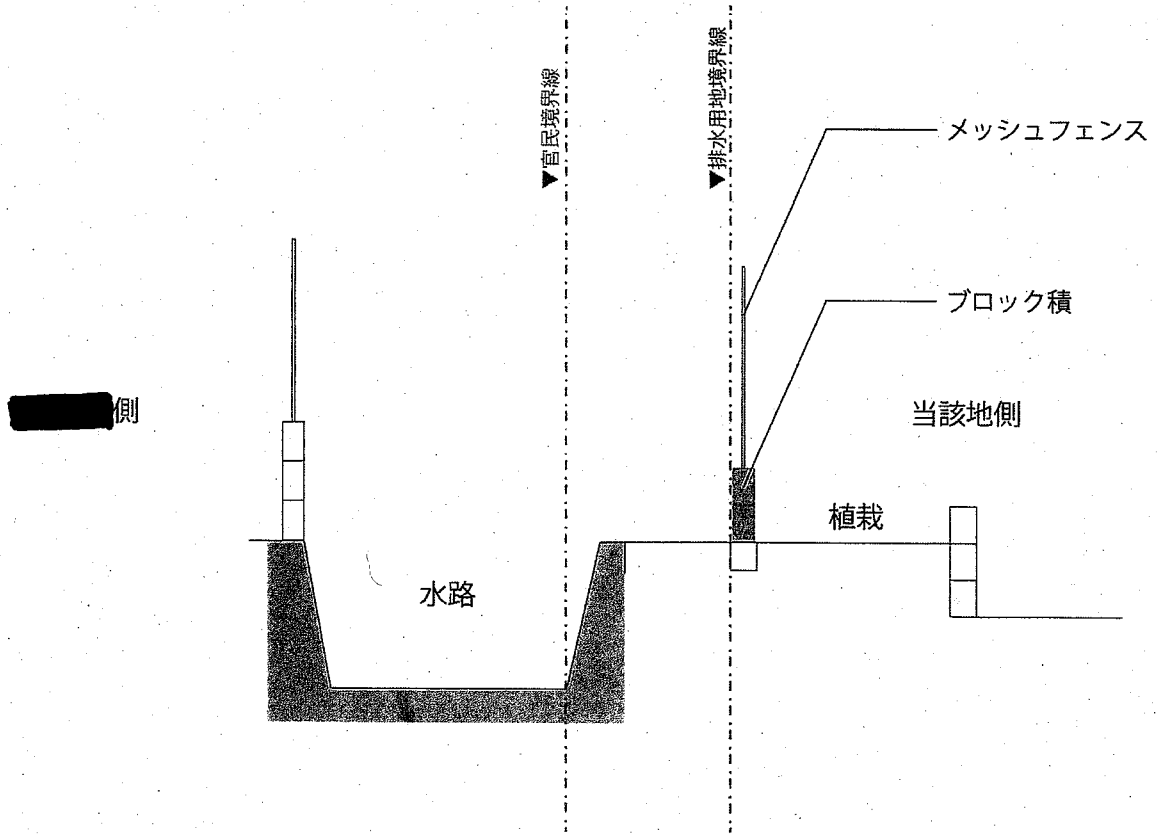 ▼官民境界線
▼排水用地境界線
メッシュフェンス
ブロック積
側
当該地側
植栽
水路